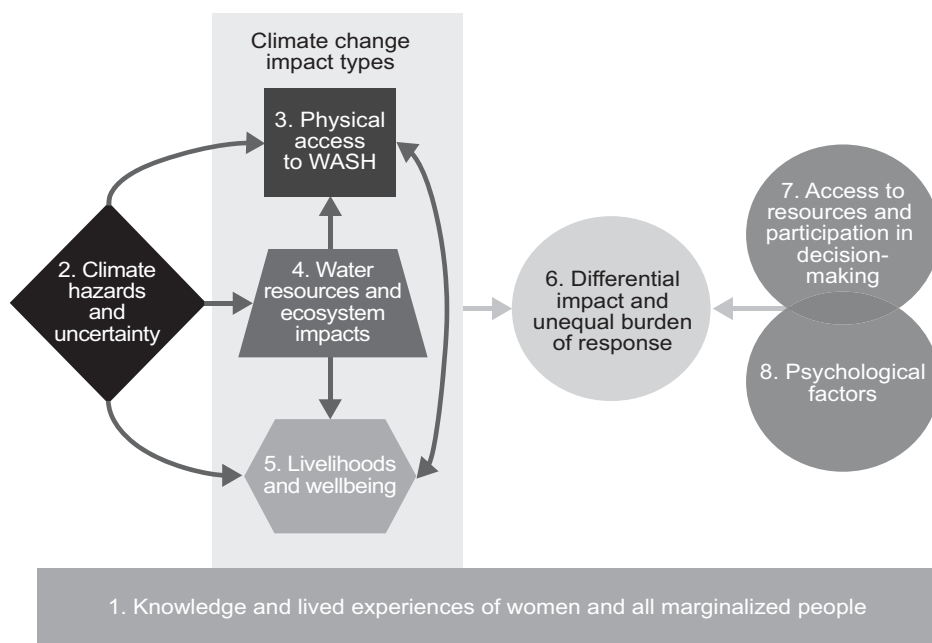 Climate change
impact types
3. Physical
access
to WASH
2. Climate
hazards
and
uncertainty
4. Water
resources and
ecosystem
impacts
5. Livelihoods
and wellbeing
6. Differential
impact and
unequal burden
of response
7. Access to
resources and
participation in
decision-
making
8. Psychological
factors
1. Knowledge and lived experiences of women and all marginalized people